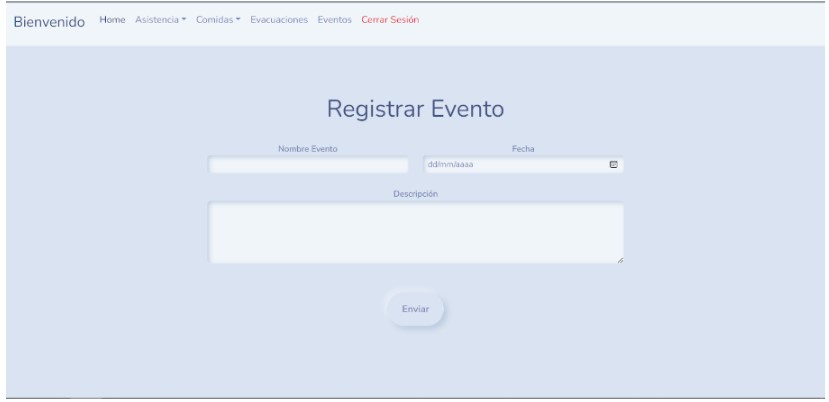 Bienvenido Home Asistencia Comidas Evacuaciones Eventos Cerrar Sesión
Registrar Evento
Nombre Evento Fecha
dd/mm/aaaa
Descripción
Enviar